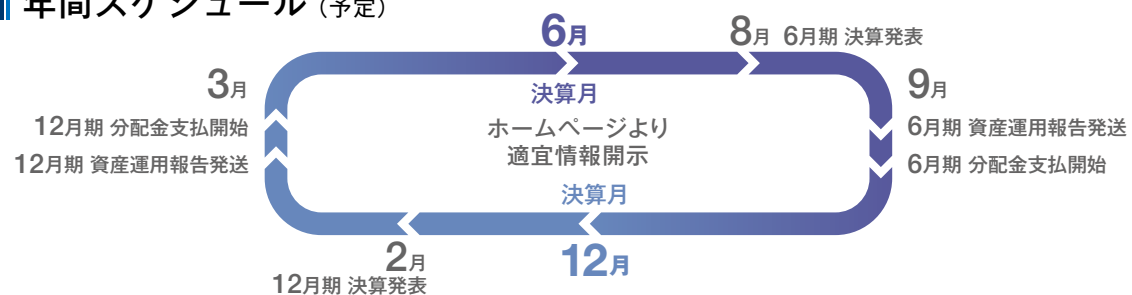 年間スケジュール（予定）
6月
決算月
8月 6月期 決算発表
9月
6月期 資産運用報告発送
6月期 分配金支払開始
ホームページより
適宜情報開示
決算月
12月
2月
12月期 決算発表
3月
12月期 分配金支払開始
12月期 資産運用報告発送